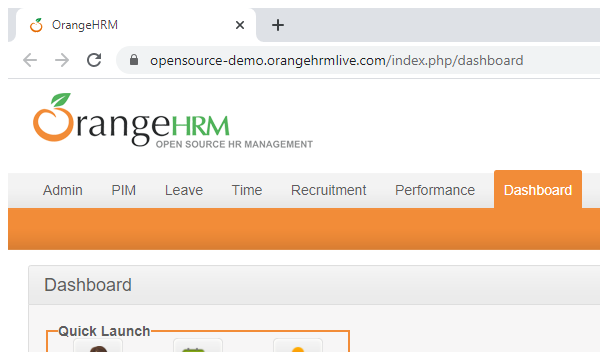 OrangeHRM
opensource-demo.orangehrmlive.com/index.php/dashboard
OrangeHRM
OPEN SOURCE HR MANAGEMENT
Admin PIM Leave Time Recruitment Performance Dashboard
Dashboard
Quick Launch